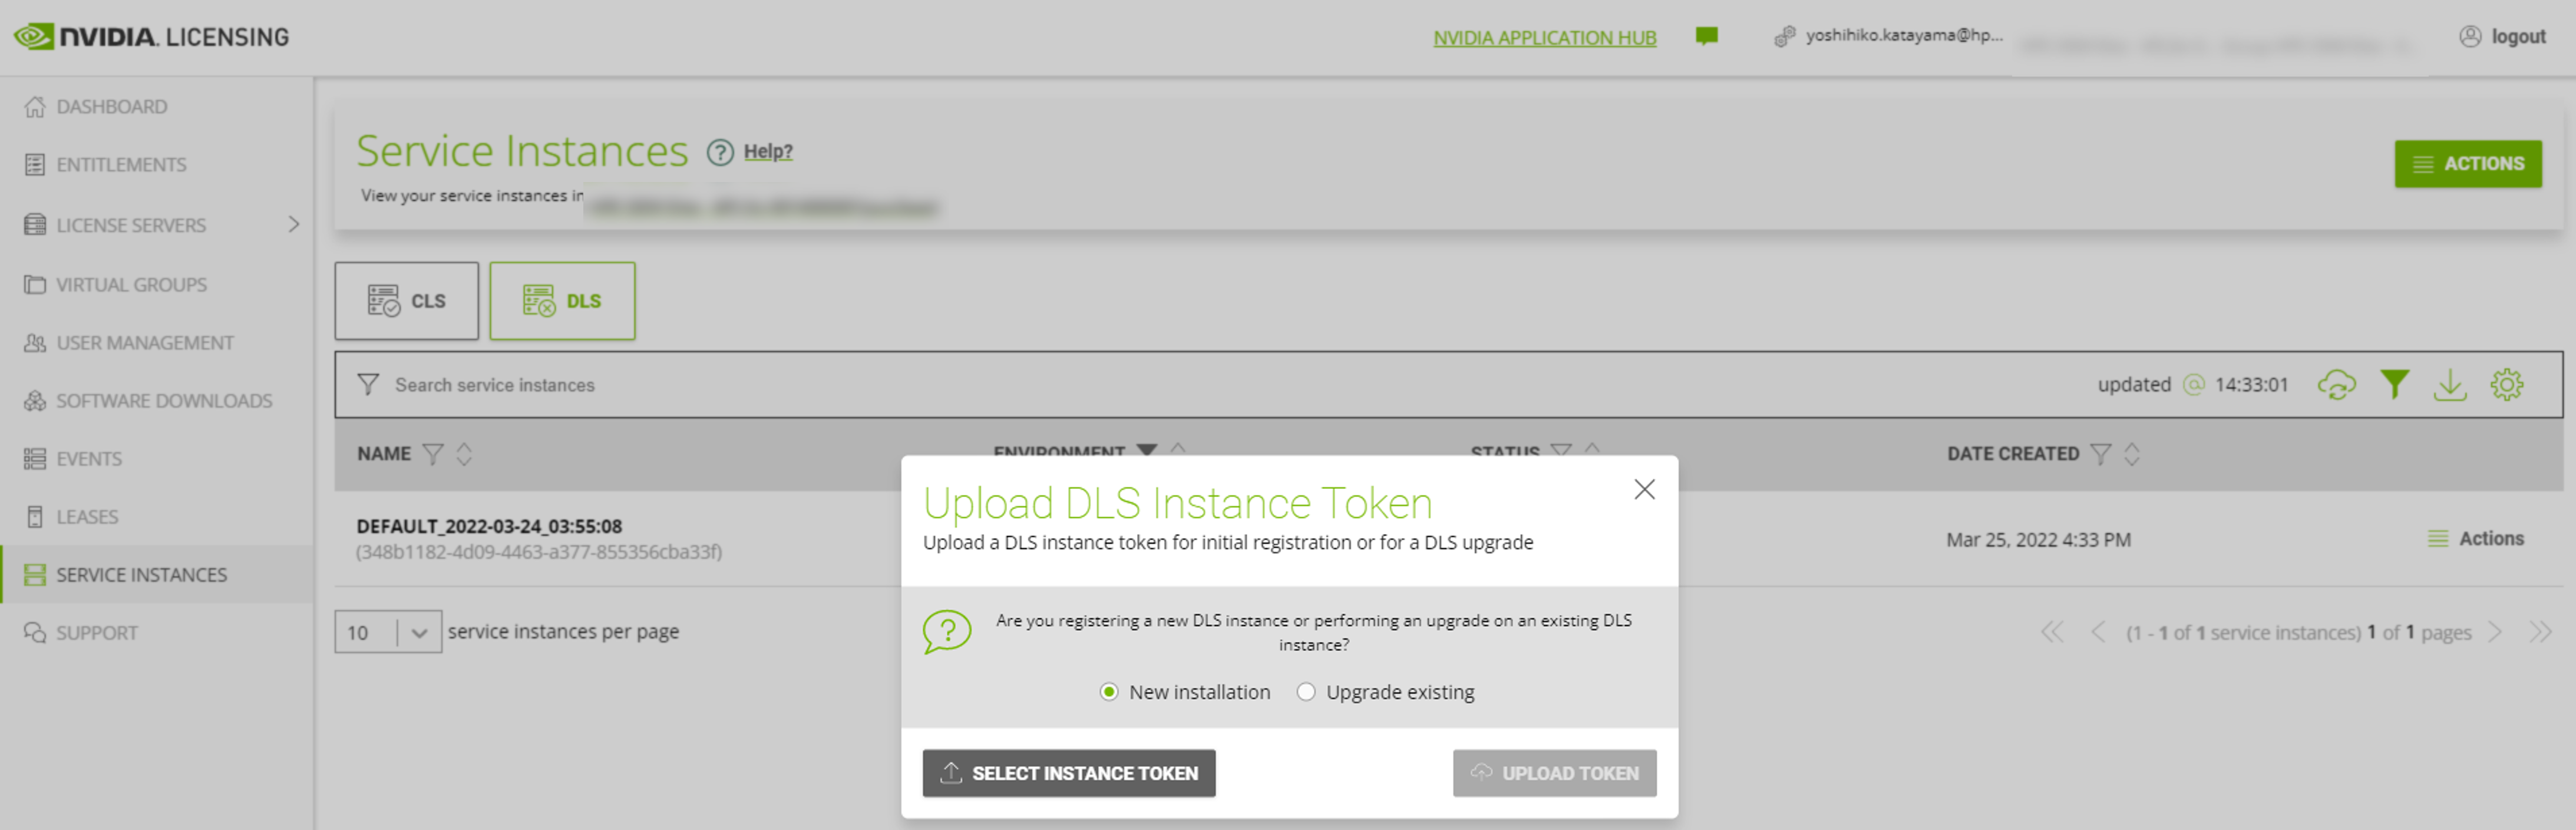 NVIDIA. LICENSING
NVIDIA APPLICATION HUB
yoshihiko.katayama@hp...
logout
DASHBOARD
ENTITLEMENTS
LICENSE SERVERS
VIRTUAL GROUPS
USER MANAGEMENT
SOFTWARE DOWNLOADS
EVENTS
LEASES
SERVICE INSTANCES
SUPPORT
Service Instances ? Help?
View your service instances in
ACTIONS
CLS
DLS
Search service instances
updated @ 14:33:01
NAME ENVIRONMENT STATUS DATE CREATED
DEFAULT_2022-03-24_03:55:08
(348b1182-4d09-4463-a377-855356cba33f)
Mar 25, 2022 4:33 PM
Actions
10 service instances per page
(1 - 1 of 1 service instances) 1 of 1 pages
Upload DLS Instance Token
Upload a DLS instance token for initial registration or for a DLS upgrade
? Are you registering a new DLS instance or performing an upgrade on an existing DLS
instance?
New installation Upgrade existing
SELECT INSTANCE TOKEN
UPLOAD TOKEN